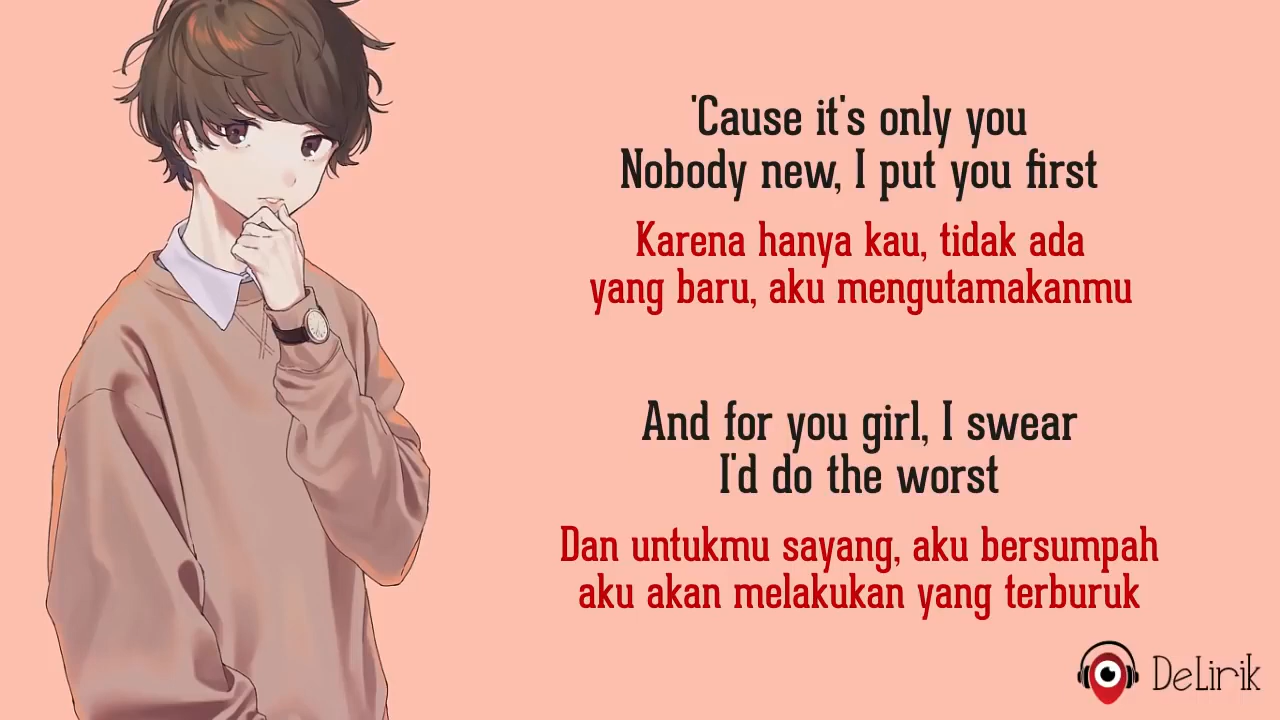 'Cause it's only you
Nobody new, I put you first
Karena hanya kau, tidak ada
yang baru, aku mengutamakanmu
And for you girl, I swear
I'd do the worst
Dan untukmu sayang, aku bersumpah
aku akan melakukan yang terburuk
DeLirik